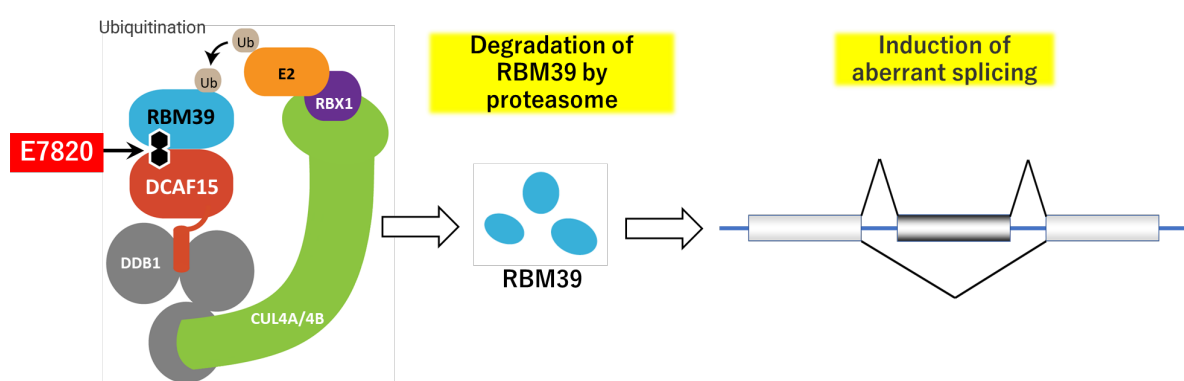 Ubiquitination
Ub
Ub
E2
RBX1
RBM39
E7820
DCAF15
DDB1
CUL4A/4B
Degradation of
RBM39 by
proteasome
RBM39
Induction of
aberrant splicing